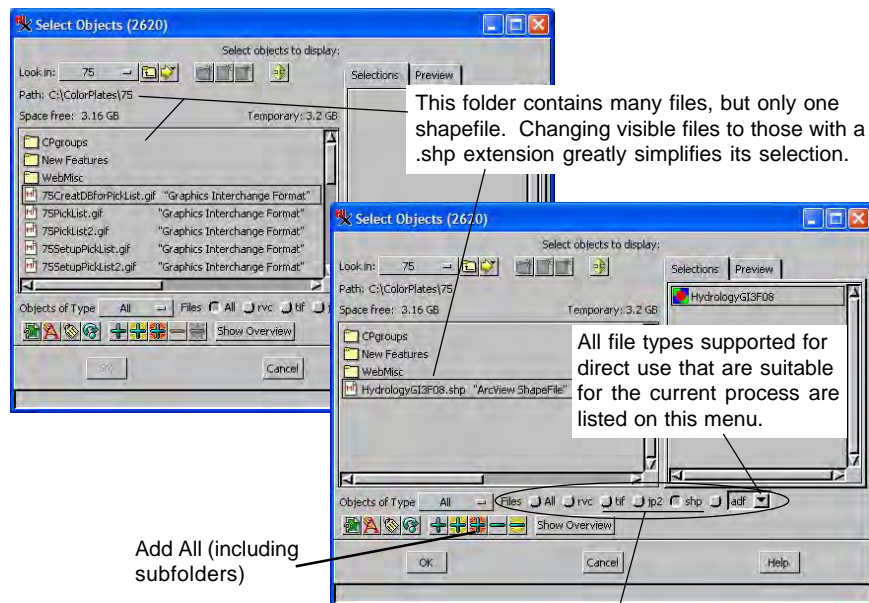 Select Objects (2620)
Select objects to display:
Look in: 75
Selections Preview
Path: C:\ColorPlates\75
Space free: 3.16 GB Temporary: 3.2 GB
CPgroups
New Features
WebMisc
75CreatDBforPickList.gif "Graphics Interchange Format"
75PickList.gif "Graphics Interchange Format"
75PickList2.gif "Graphics Interchange Format"
75SetupPickList.gif "Graphics Interchange Format"
75SetupPickList2.gif "Graphics Interchange Format"
Objects of Type All Files All rvc tif
Show Overview
Cancel
This folder contains many files, but only one
shapefile. Changing visible files to those with a
.shp extension greatly simplifies its selection.
Select Objects (2620)
Select objects to display:
Look in: 75
Selections Preview
Path: C:\ColorPlates\75
Space free: 3.16 GB Temporary: 3.2 GB
HydrologyGI3F08
CPgroups
New Features
WebMisc
HydrologyGI3F08.shp "ArcView ShapeFile"
All file types supported for
direct use that are suitable
for the current process are
listed on this menu.
Objects of Type All Files All rvc tif jp2 shp adf
Show Overview
OK Cancel Help
Add All (including
subfolders)